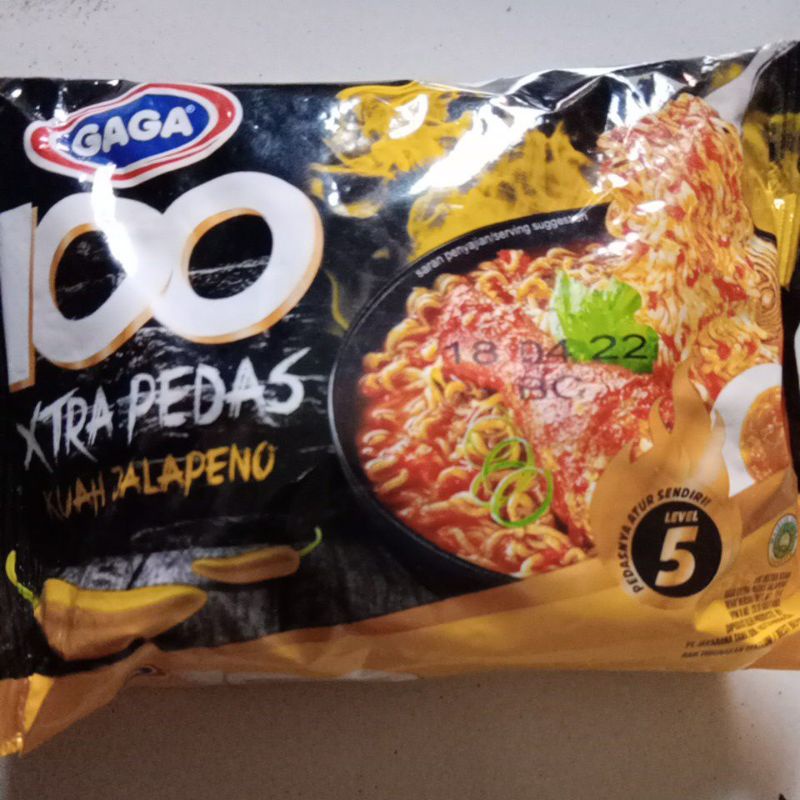 GAGA
100
XTRA PEDAS
KUAH JALAPENO
saran penyajian/serving suggestion
18 04 22
BC
PEDASNYA ATUR SENDIRI!
LEVEL
5